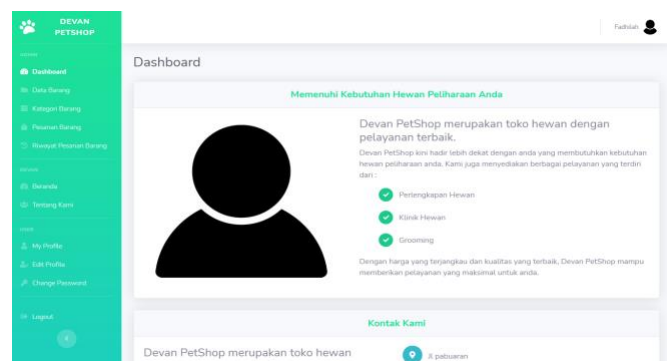 DEVAN
PETSHOP
Fadhilah
Dashboard
Dashboard
Data Barang
Kategori Barang
Pesanan Barang
Riwayat Pesanan Barang
Beranda
Tentang Kami
My Profile
Edit Profile
Change Password
Logout
Memenuhi Kebutuhan Hewan Peliharaan Anda
Devan PetShop merupakan toko hewan dengan
pelayanan terbaik.
Devan PetShop kini hadir lebih dekat dengan anda yang membutuhkan kebutuhan
hewan peliharaan anda. Kami juga menyediakan berbagai pelayanan yang terdiri
dari :
Perlengkapan Hewan
Klinik Hewan
Grooming
Dengan harga yang terjangkau dan kualitas yang terbaik, Devan PetShop mampu
memberikan pelayanan yang maksimal untuk anda.
Kontak Kami
Devan PetShop merupakan toko hewan
Jl pabuaran